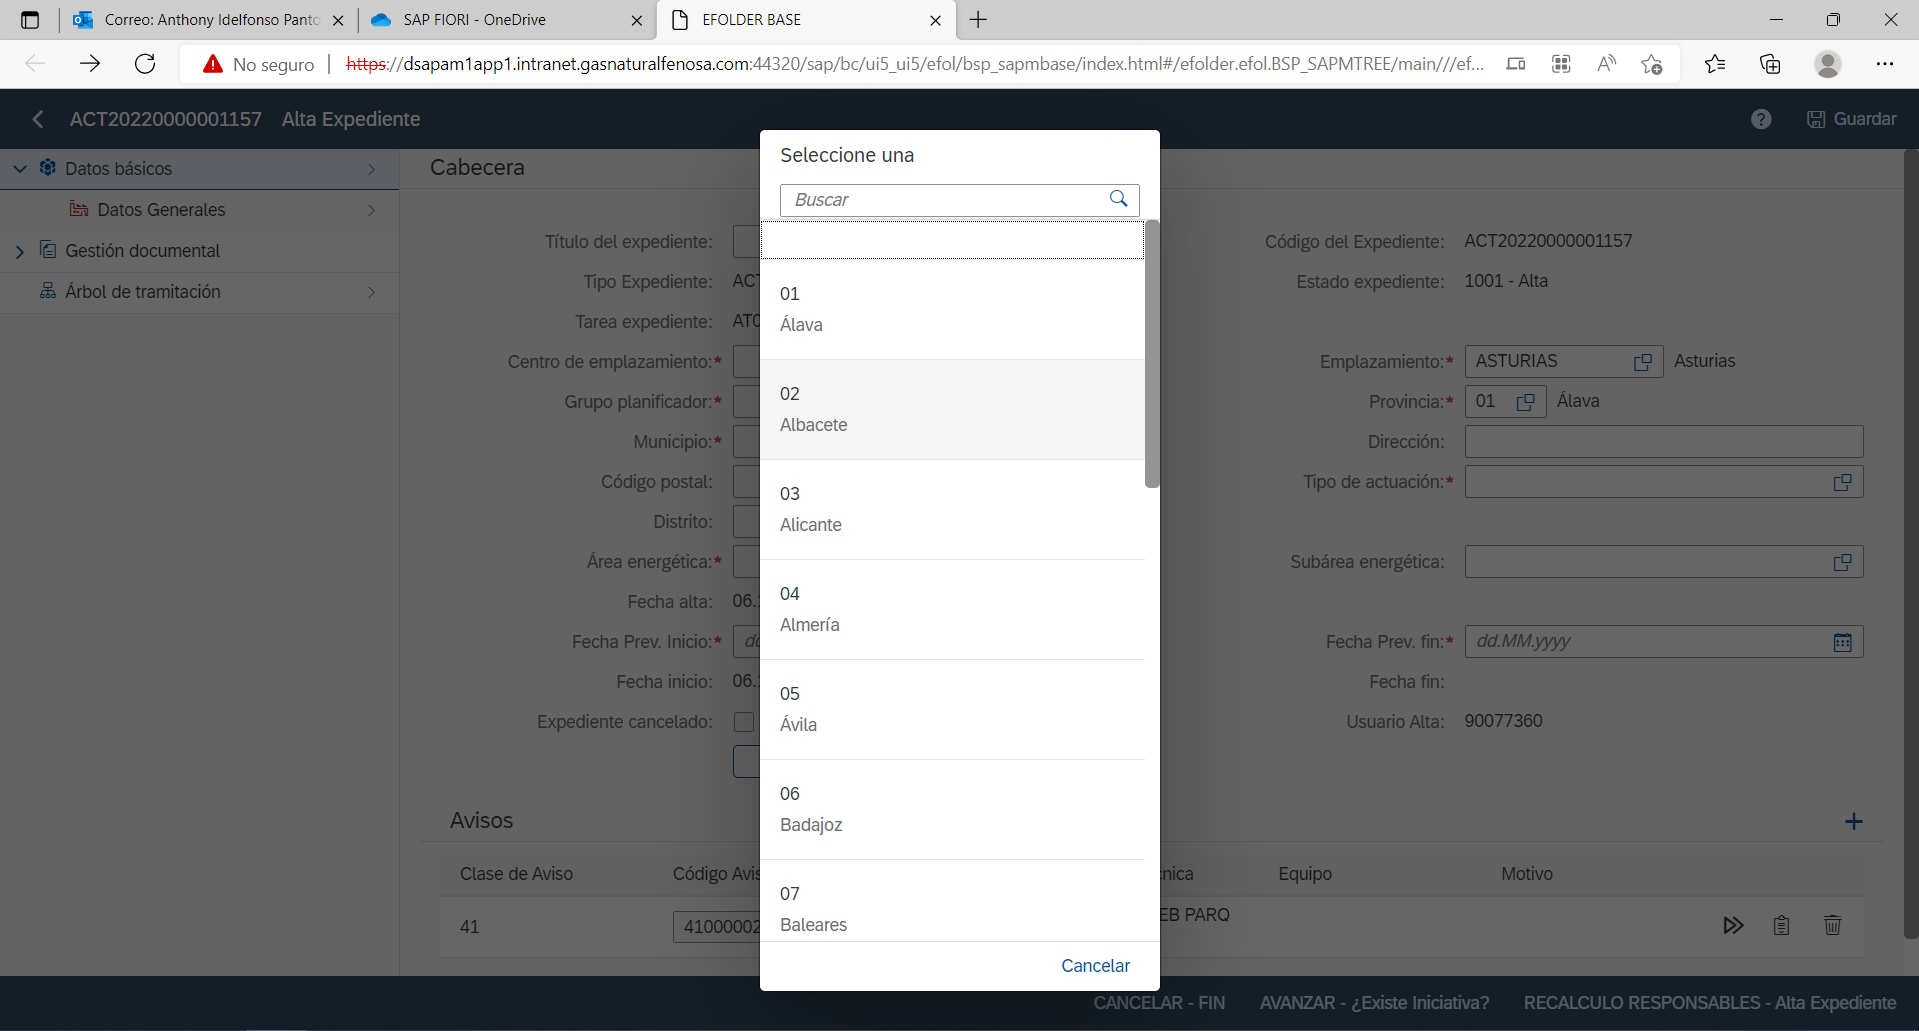 Correo: Anthony Idelfonso Panto
SAP FIORI - OneDrive
EFOLDER BASE
No seguro
https://dsapam1app1.intranet.gasnaturalfenosa.com:44320/sap/bc/ui5_ui5/efol/bsp_sapmbase/index.html#/efolder.efol.BSP_SAPMTREE/main///ef...
ACT20220000001157 Alta Expediente
Guardar
Datos básicos
Datos Generales
Gestión documental
Árbol de tramitación
Cabecera
Título del expediente:
Código del Expediente: ACT20220000001157
Tipo Expediente: AC
Estado expediente: 1001 - Alta
Tarea expediente: AT
Centro de emplazamiento:*
Emplazamiento:* ASTURIAS Asturias
Grupo planificador:*
Provincia:* 01 Álava
Municipio:*
Dirección:
Código postal:
Tipo de actuación:*
Distrito:
Área energética:*
Subárea energética:
Fecha alta: 06.
Fecha Prev. Inicio:*
Fecha Prev. fin:* dd.MM.yyyy
Fecha inicio: 06.
Fecha fin:
Expediente cancelado:
Usuario Alta: 90077360
Avisos
Clase de Aviso
Código Avis
nica
Equipo
Motivo
41
41000002
EB PARQ
Seleccione una
Buscar
01
Álava
02
Albacete
03
Alicante
04
Almería
05
Ávila
06
Badajoz
07
Baleares
Cancelar
CANCELAR - FIN
AVANZAR - ¿Existe Iniciativa?
RECALCULO RESPONSABLES - Alta Expediente